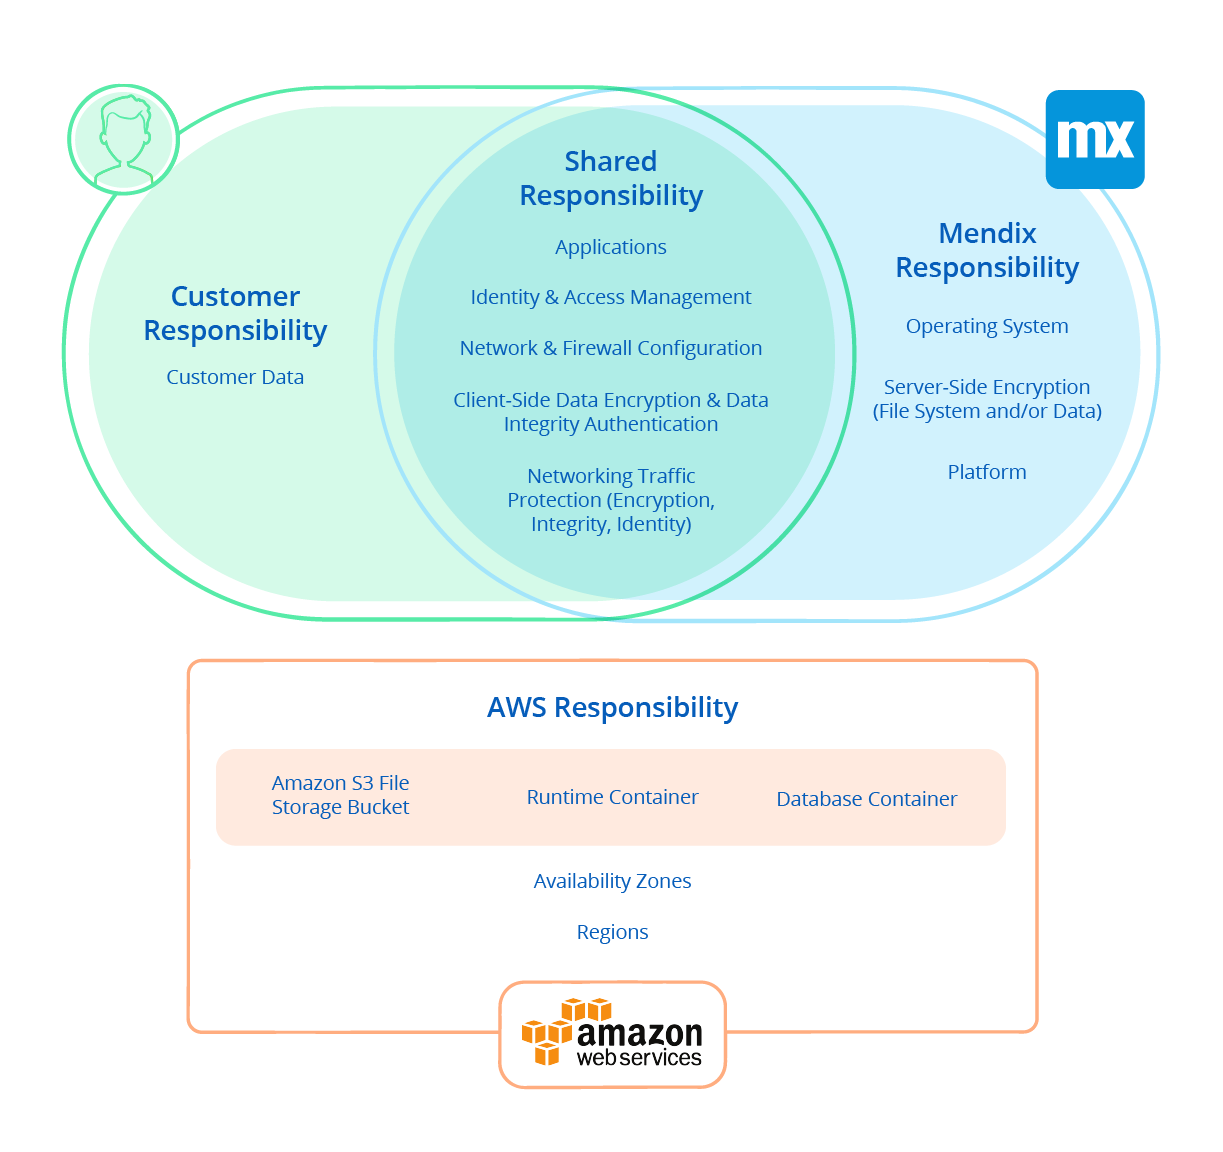 mx
Shared
Responsibility
Applications
Identity & Access Management
Network & Firewall Configuration
Client-Side Data Encryption & Data
Integrity Authentication
Networking Traffic
Protection (Encryption,
Integrity, Identity)
Customer
Responsibility
Customer Data
Mendix
Responsibility
Operating System
Server-Side Encryption
(File System and/or Data)
Platform
AWS Responsibility
Amazon S3 File
Storage Bucket
Runtime Container
Database Container
Availability Zones
Regions
amazon
web services